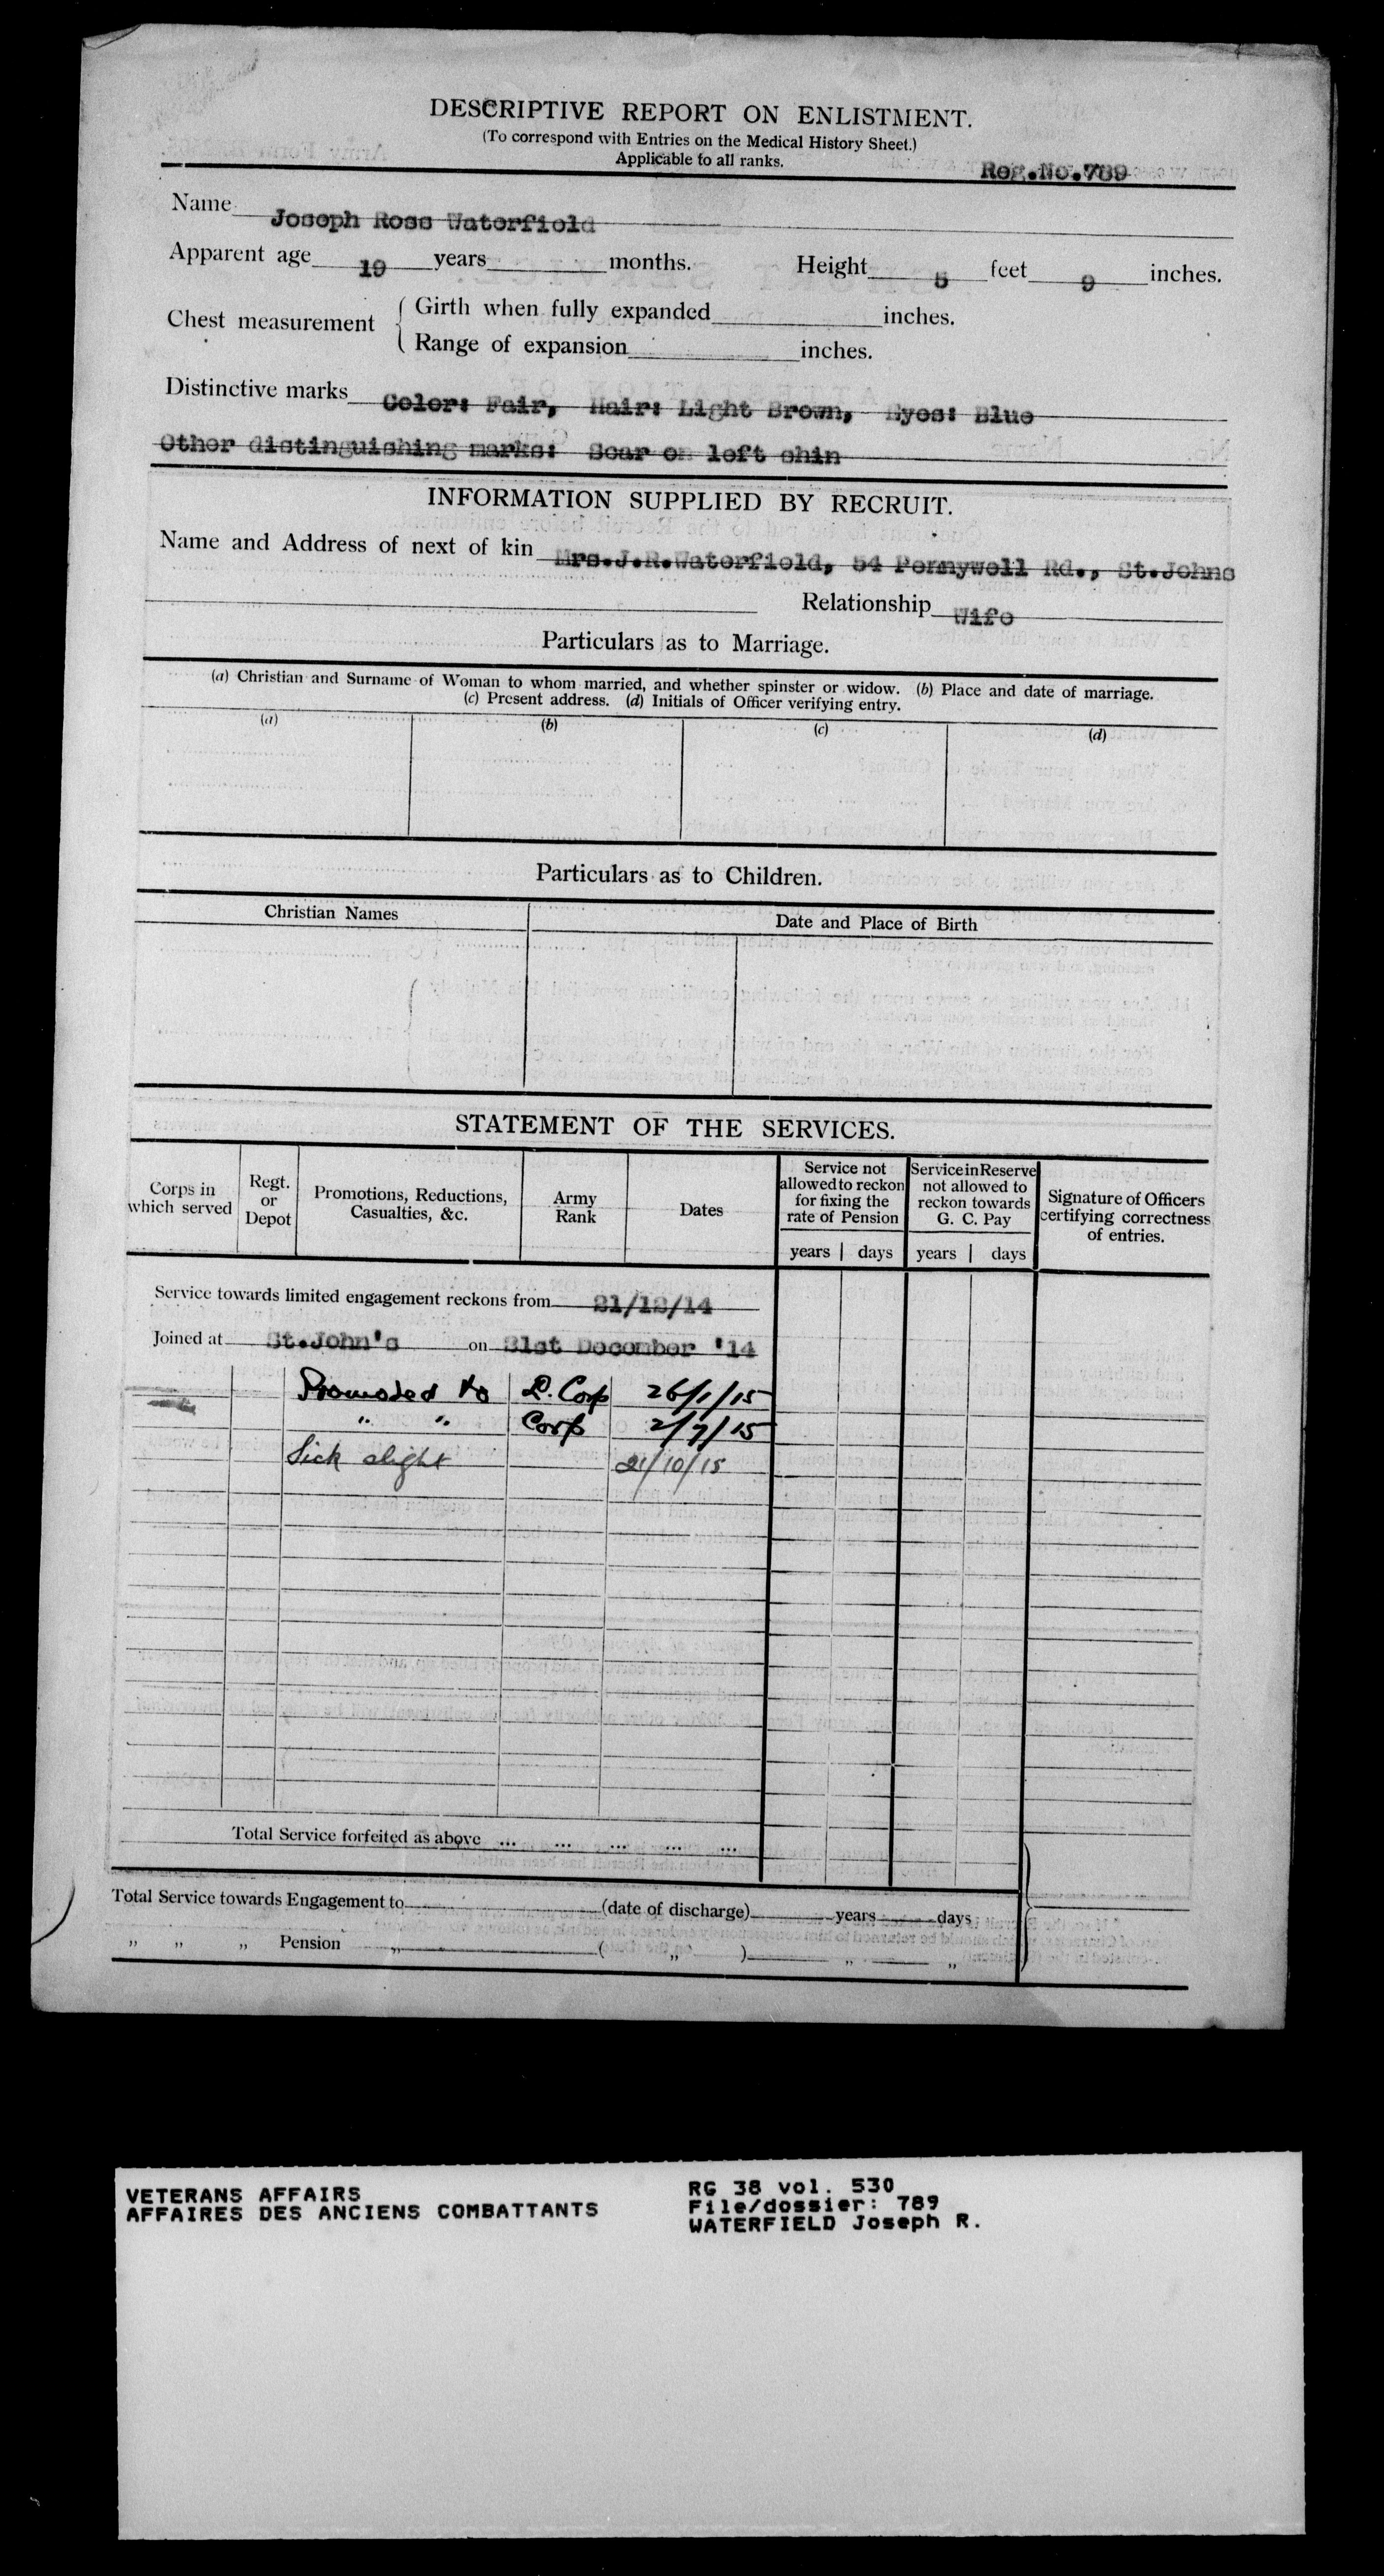 DESCRIPTIVE REPORT ON ENLISTMENT.
(To correspond with Entries on the Medical History Sheet.)
Applicable to all ranks.
Reg.No.789
Name Joseph Ross Waterfield
Apparent age 19 years months. Height 5 feet 9 inches.
Chest measurement { Girth when fully expanded inches.
Range of expansion inches.
Distinctive marks Color: Fair, Hair: Light Brown, Eyes: Blue
Other distinguishing marks: Scar on left shin
INFORMATION SUPPLIED BY RECRUIT.
Name and Address of next of kin Mrs.J.R.Waterfield, 54 Pennywell Rd., St.Johns
Relationship Wife
Particulars as to Marriage.
(a) Christian and Surname of Woman to whom married, and whether spinster or widow. (b) Place and date of marriage.
(c) Present address. (d) Initials of Officer verifying entry.
(a) (b) (c) (d)
Particulars as to Children.
Christian Names Date and Place of Birth
STATEMENT OF THE SERVICES.
Corps in which served Regt. or Depot Promotions, Reductions, Casualties, &c. Army Rank Dates Service not allowed to reckon for fixing the rate of Pension Service in Reserve not allowed to reckon towards G. C. Pay Signature of Officers certifying correctness of entries.
years days years days
Service towards limited engagement reckons from 21/12/14
Joined at St.John's on 21st December '14
Promoted to L. Corp 26/1/15
" " Corp 2/7/15
Sick slight 21/10/15
Total Service forfeited as above ... ... ... ... ...
Total Service towards Engagement to (date of discharge) years days
„ „ „ Pension „ ( „ ) „ „
VETERANS AFFAIRS
AFFAIRES DES ANCIENS COMBATTANTS
RG 38 vol. 530
File/dossier: 789
WATERFIELD Joseph R.